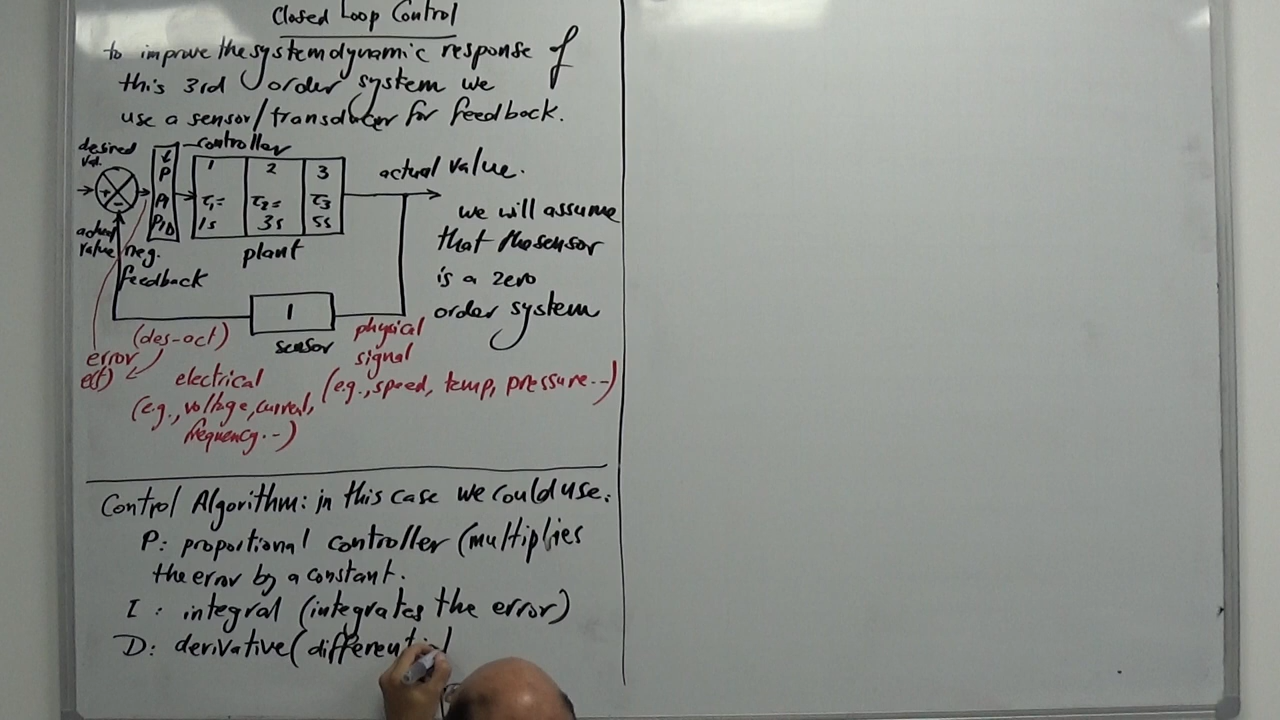 Closed Loop Control
to improve the system dynamic response of
this 3rd order system we
use a sensor/transducer for feedback.
desired
val.
controller
P
PI
PID
1
2
3
τ1=
1s
τ2=
3s
τ3
5s
actual value.
+
-
actual
value
neg.
feedback
plant
we will assume
that the sensor
is a zero
order system
1
sensor
(des-act)
error
e(t)
physical
signal
(e.g., speed, temp, pressure..)
electrical
(e.g., voltage, current,
frequency..)
Control Algorithm: in this case we could use:
P: proportional controller (multiplies
the error by a constant.
I: integral (integrates the error)
D: derivative (different